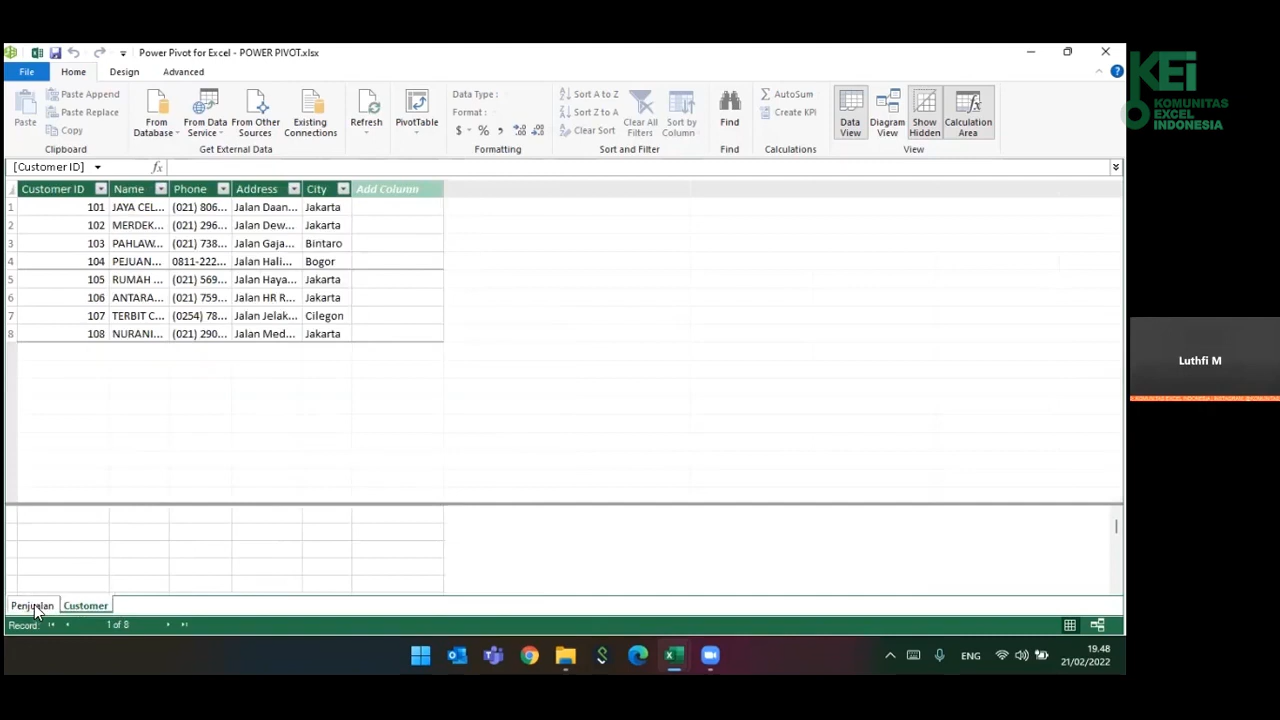 Power Pivot for Excel - POWER PIVOT.xlsx
File Home Design Advanced
Paste
Paste Append
Paste Replace
Copy
Clipboard
From Database
From Data Service
From Other Sources
Existing Connections
Get External Data
Refresh
PivotTable
Data Type :
Format :
$ % ,
Formatting
Sort A to Z
Sort Z to A
Clear Sort
Clear All Filters
Sort by Column
Sort and Filter
Find
Find
AutoSum
Create KPI
Calculations
Data View
Diagram View
Show Hidden
Calculation Area
View
KEi
KOMUNITAS
EXCEL
INDONESIA
[Customer ID] fx
Customer ID Name Phone Address City Add Column
1 101 JAYA CEL... (021) 806... Jalan Daan... Jakarta
2 102 MERDEK... (021) 296... Jalan Dew... Jakarta
3 103 PAHLAW... (021) 738... Jalan Gaja... Bintaro
4 104 PEJUAN... 0811-222... Jalan Hali... Bogor
5 105 RUMAH ... (021) 569... Jalan Haya... Jakarta
6 106 ANTARA... (021) 759... Jalan HR R... Jakarta
7 107 TERBIT C... (0254) 78... Jalan Jelak... Cilegon
8 108 NURANI... (021) 290... Jalan Med... Jakarta
Luthfi M
Penjualan Customer
Record: 1 of 8
ENG
19.48
21/02/2022